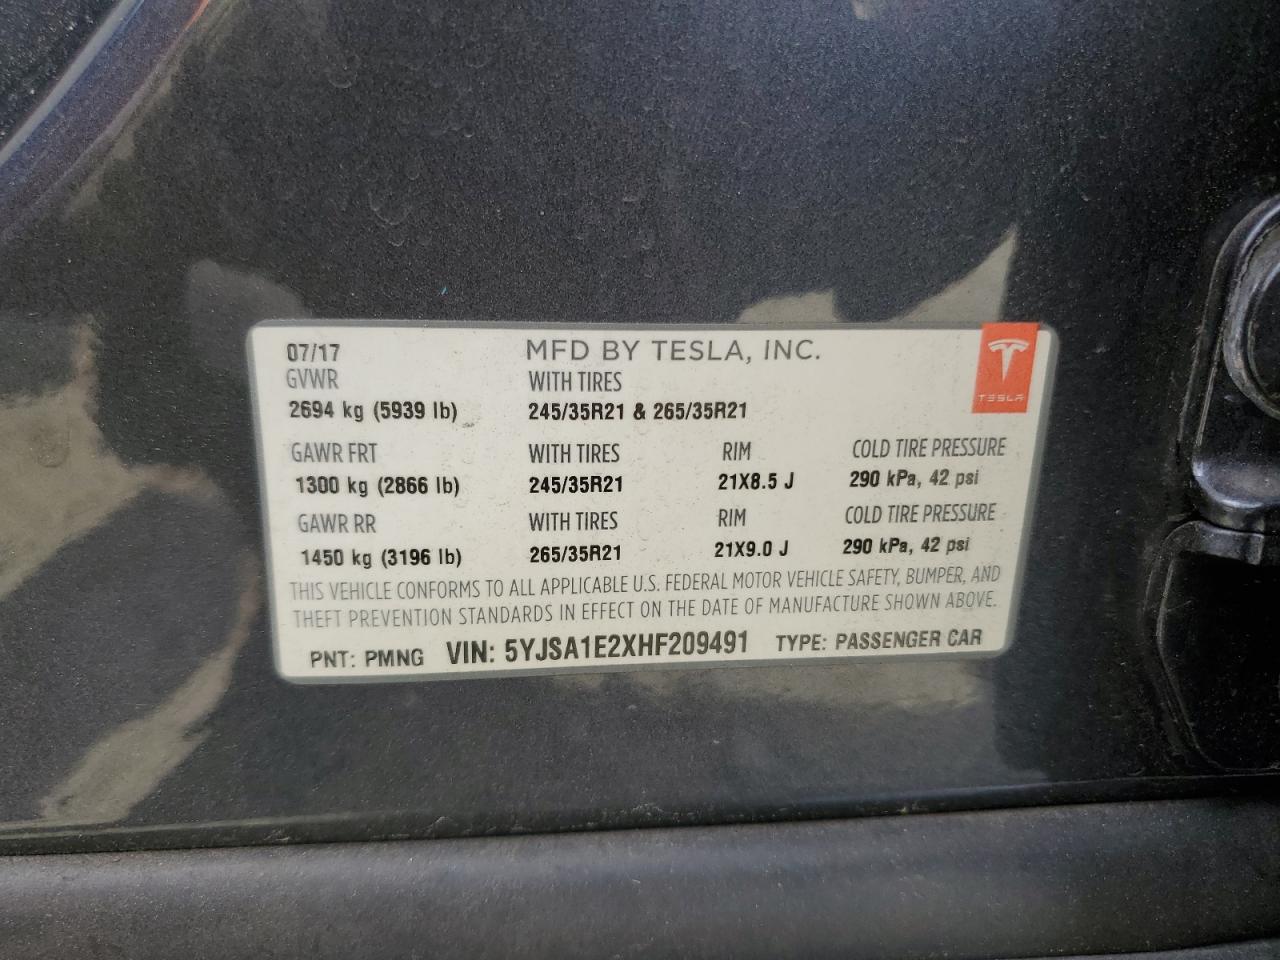 07/17 MFD BY TESLA, INC.
GVWR WITH TIRES
2694 kg (5939 lb) 245/35R21 & 265/35R21
TESLA
GAWR FRT WITH TIRES RIM COLD TIRE PRESSURE
1300 kg (2866 lb) 245/35R21 21X8.5 J 290 kPa, 42 psi
GAWR RR WITH TIRES RIM COLD TIRE PRESSURE
1450 kg (3196 lb) 265/35R21 21X9.0 J 290 kPa, 42 psi
THIS VEHICLE CONFORMS TO ALL APPLICABLE U.S. FEDERAL MOTOR VEHICLE SAFETY, BUMPER, AND
THEFT PREVENTION STANDARDS IN EFFECT ON THE DATE OF MANUFACTURE SHOWN ABOVE.
PNT: PMNG VIN: 5YJSA1E2XHF209491 TYPE: PASSENGER CAR